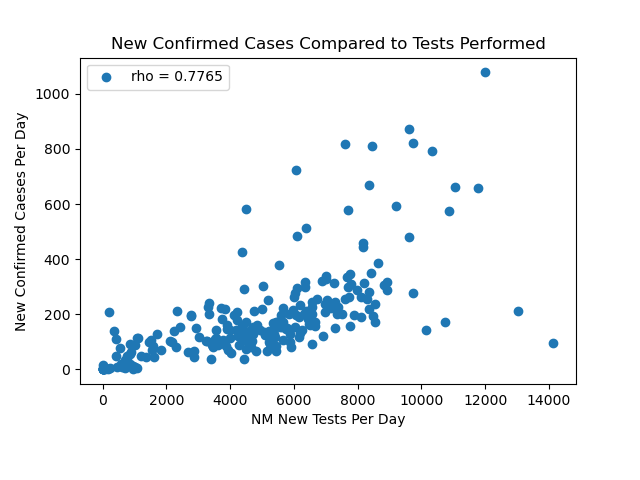 New Confirmed Cases Compared to Tests Performed
rho = 0.7765
New Confirmed Caeses Per Day
1000
800
600
400
200
0
0 2000 4000 6000 8000 10000 12000 14000
NM New Tests Per Day